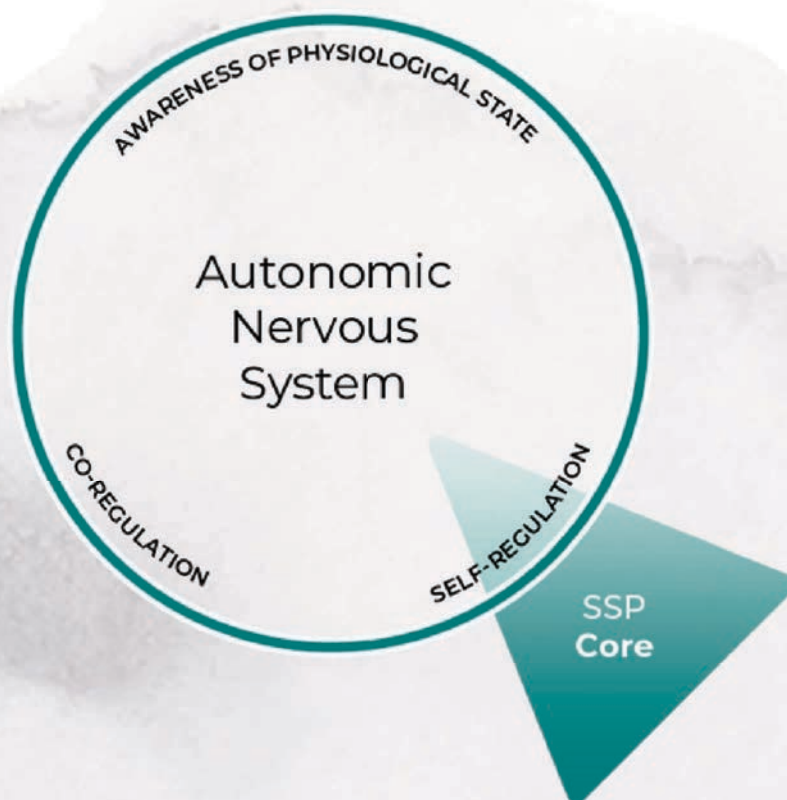 AWARENESS OF PHYSIOLOGICAL STATE
Autonomic
Nervous
System
CO-REGULATION
SELF-REGULATION
SSP
Core